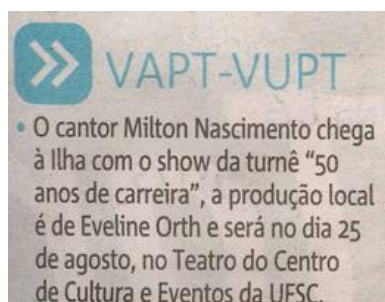 VAPT-VUPT
• O cantor Milton Nascimento chega
à Ilha com o show da turnê “50
anos de carreira”, a produção local
é de Eveline Orth e será no dia 25
de agosto, no Teatro do Centro
de Cultura e Eventos da UFSC.